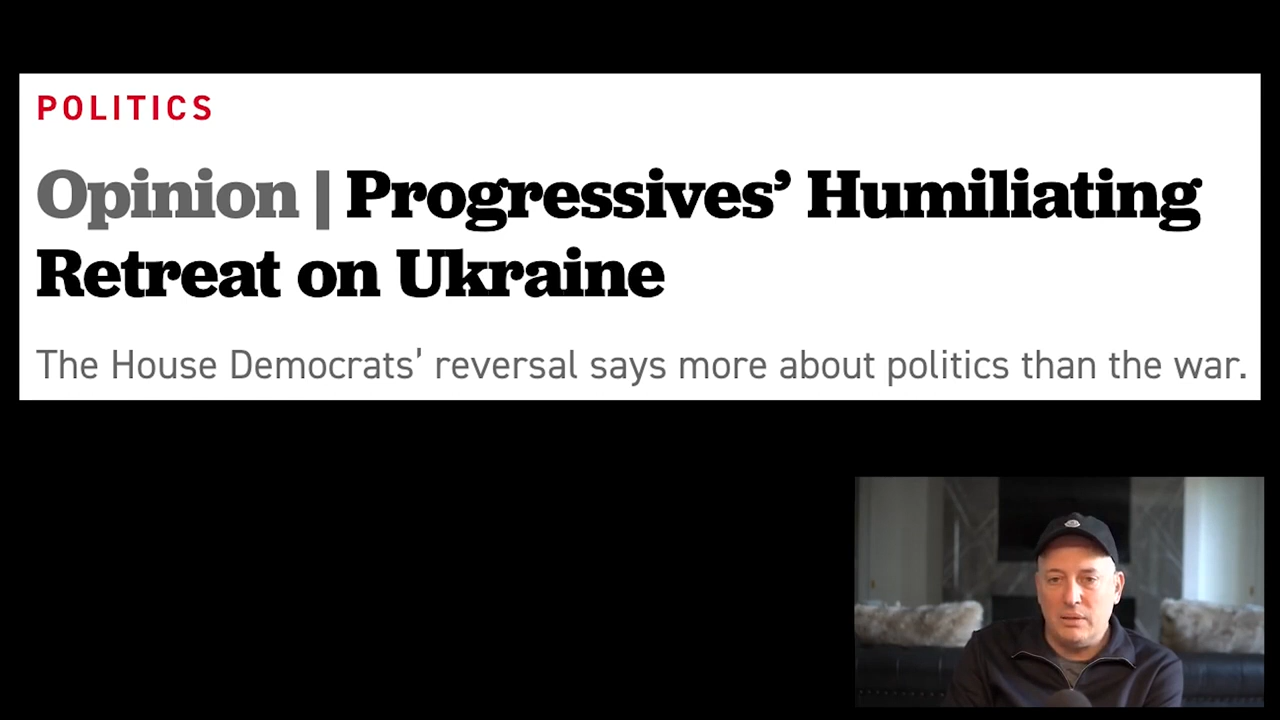 POLITICS
Opinion | Progressives’ Humiliating
Retreat on Ukraine
The House Democrats’ reversal says more about politics than the war.